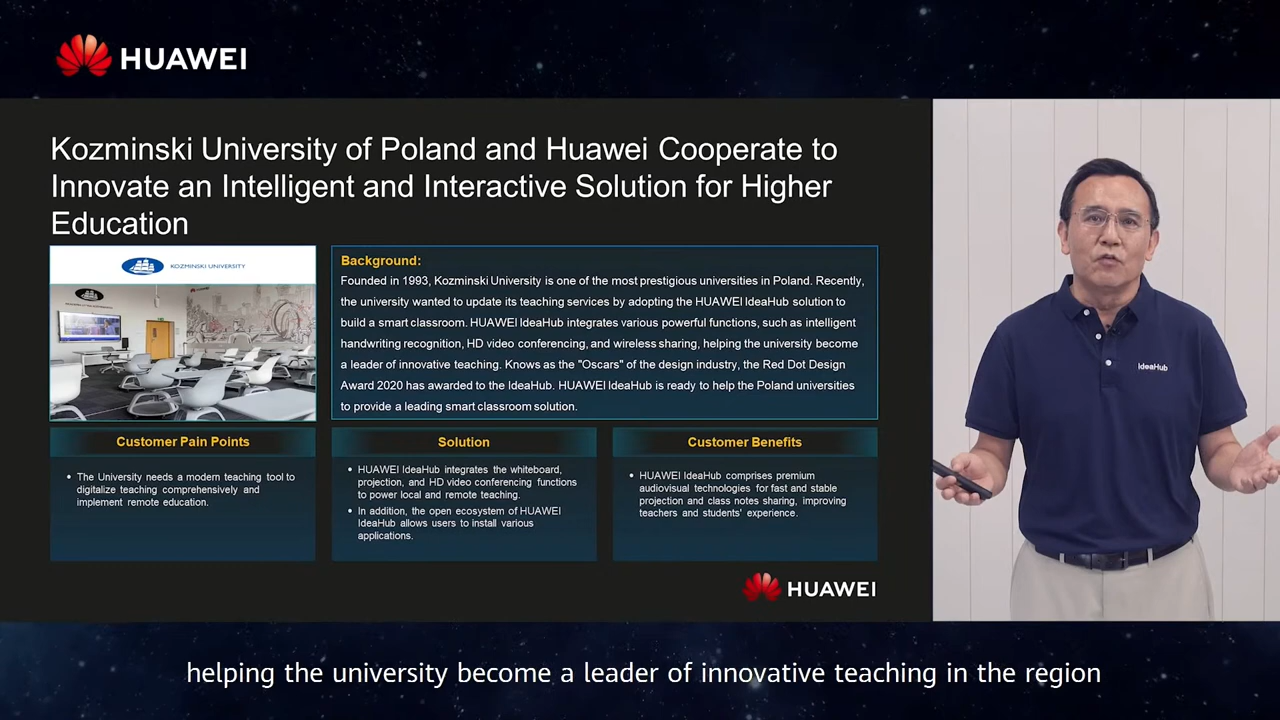 HUAWEI
Kozminski University of Poland and Huawei Cooperate to
Innovate an Intelligent and Interactive Solution for Higher
Education
KOZMINSKI UNIVERSITY
Background:
Founded in 1993, Kozminski University is one of the most prestigious universities in Poland. Recently,
the university wanted to update its teaching services by adopting the HUAWEI IdeaHub solution to
build a smart classroom. HUAWEI IdeaHub integrates various powerful functions, such as intelligent
handwriting recognition, HD video conferencing, and wireless sharing, helping the university become
a leader of innovative teaching. Knows as the "Oscars" of the design industry, the Red Dot Design
Award 2020 has awarded to the IdeaHub. HUAWEI IdeaHub is ready to help the Poland universities
to provide a leading smart classroom solution.
Customer Pain Points
• The University needs a modern teaching tool to
digitalize teaching comprehensively and
implement remote education.
Solution
• HUAWEI IdeaHub integrates the whiteboard,
projection, and HD video conferencing functions
to power local and remote teaching.
• In addition, the open ecosystem of HUAWEI
IdeaHub allows users to install various
applications.
Customer Benefits
• HUAWEI IdeaHub comprises premium
audiovisual technologies for fast and stable
projection and class notes sharing, improving
teachers and students' experience.
HUAWEI
IdeaHub
helping the university become a leader of innovative teaching in the region